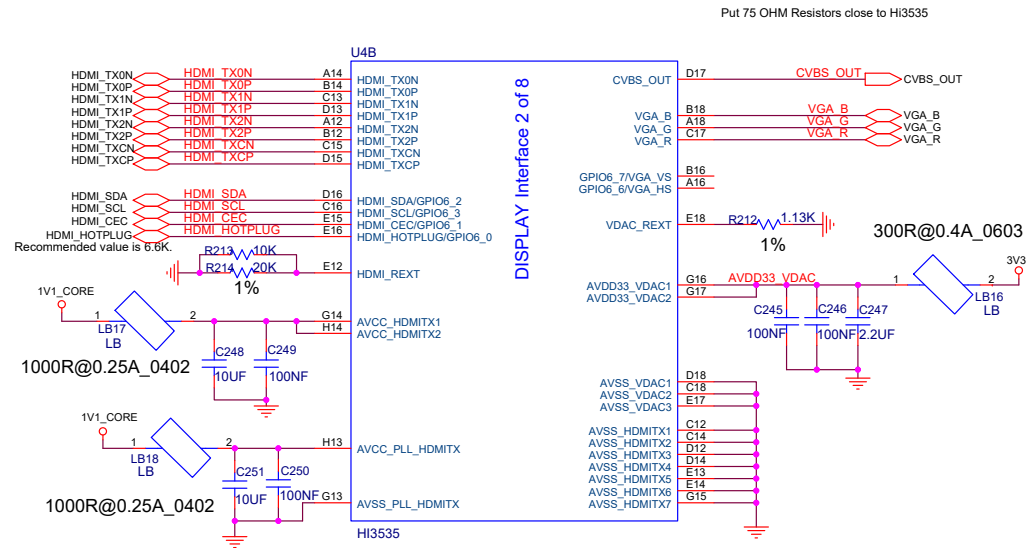 Put 75 OHM Resistors close to Hi3535
U4B
HDMI_TX0N HDMI_TX0N A14 HDMI_TX0N
HDMI_TX0P HDMI_TX0P B14 HDMI_TX0P
HDMI_TX1N HDMI_TX1N C13 HDMI_TX1N
HDMI_TX1P HDMI_TX1P D13 HDMI_TX1P
HDMI_TX2N HDMI_TX2N A12 HDMI_TX2N
HDMI_TX2P HDMI_TX2P B12 HDMI_TX2P
HDMI_TXCN HDMI_TXCN C15 HDMI_TXCN
HDMI_TXCP HDMI_TXCP D15 HDMI_TXCP
HDMI_SDA HDMI_SDA D16 HDMI_SDA/GPIO6_2
HDMI_SCL HDMI_SCL C16 HDMI_SCL/GPIO6_3
HDMI_CEC HDMI_CEC E15 HDMI_CEC/GPIO6_1
HDMI_HOTPLUG HDMI_HOTPLUG E16 HDMI_HOTPLUG/GPIO6_0
Recommended value is 6.6K.
R213 10K
R214 20K
1%
E12 HDMI_REXT
1V1_CORE
1 2
LB17
LB
1000R@0.25A_0402
G14 AVCC_HDMITX1
H14 AVCC_HDMITX2
C248
10UF
C249
100NF
1V1_CORE
1 2
LB18
LB
1000R@0.25A_0402
H13 AVCC_PLL_HDMITX
C251
10UF
C250
100NF
G13 AVSS_PLL_HDMITX
HI3535
DISPLAY Interface 2 of 8
CVBS_OUT D17 CVBS_OUT CVBS_OUT
VGA_B B18 VGA_B VGA_B
VGA_G A18 VGA_G VGA_G
VGA_R C17 VGA_R VGA_R
GPIO6_7/VGA_VS B16
GPIO6_6/VGA_HS A16
VDAC_REXT E18 R212 1.13K
1%
300R@0.4A_0603
AVDD33_VDAC1 G16 AVDD33_VDAC
AVDD33_VDAC2 G17
1 2
3V3
LB16
LB
C245
100NF
C246
100NF
C247
2.2UF
AVSS_VDAC1 D18
AVSS_VDAC2 C18
AVSS_VDAC3 E17
AVSS_HDMITX1 C12
AVSS_HDMITX2 C14
AVSS_HDMITX3 D12
AVSS_HDMITX4 D14
AVSS_HDMITX5 E13
AVSS_HDMITX6 E14
AVSS_HDMITX7 G15